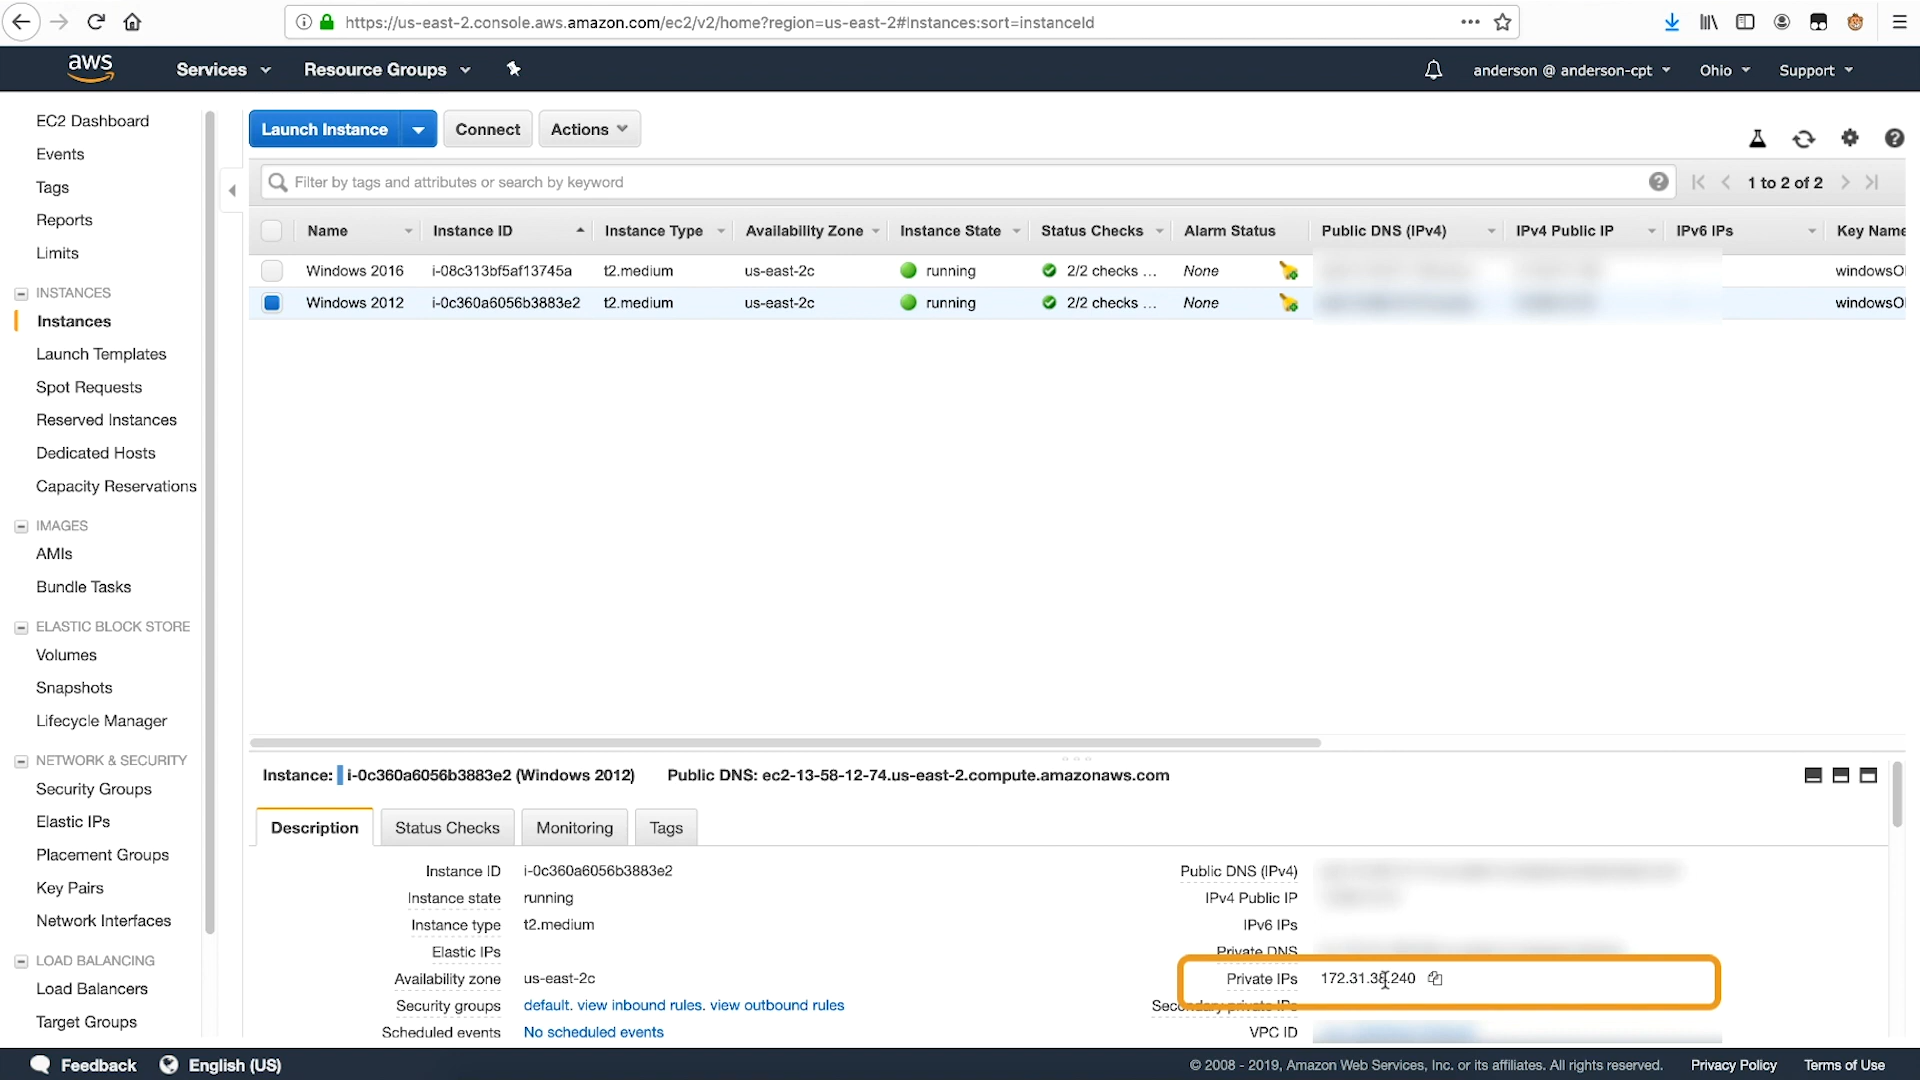 https://us-east-2.console.aws.amazon.com/ec2/v2/home?region=us-east-2#Instances:sort=instanceId
aws Services Resource Groups anderson @ anderson-cpt Ohio Support
EC2 Dashboard
Events
Tags
Reports
Limits
INSTANCES
Instances
Launch Templates
Spot Requests
Reserved Instances
Dedicated Hosts
Capacity Reservations
IMAGES
AMIs
Bundle Tasks
ELASTIC BLOCK STORE
Volumes
Snapshots
Lifecycle Manager
NETWORK & SECURITY
Security Groups
Elastic IPs
Placement Groups
Key Pairs
Network Interfaces
LOAD BALANCING
Load Balancers
Target Groups
Launch Instance Connect Actions
Filter by tags and attributes or search by keyword 1 to 2 of 2
Name Instance ID Instance Type Availability Zone Instance State Status Checks Alarm Status Public DNS (IPv4) IPv4 Public IP IPv6 IPs Key Name
Windows 2016 i-08c313bf5af13745a t2.medium us-east-2c running 2/2 checks ... None
Windows 2012 i-0c360a6056b3883e2 t2.medium us-east-2c running 2/2 checks ... None
Instance: i-0c360a6056b3883e2 (Windows 2012) Public DNS: ec2-13-58-12-74.us-east-2.compute.amazonaws.com
Description Status Checks Monitoring Tags
Instance ID i-0c360a6056b3883e2
Instance state running
Instance type t2.medium
Elastic IPs
Availability zone us-east-2c
Security groups default. view inbound rules. view outbound rules
Scheduled events No scheduled events
Public DNS (IPv4)
IPv4 Public IP
IPv6 IPs
Private DNS
Private IPs
Secondary private IPs
VPC ID
Feedback English (US) © 2008 - 2019, Amazon Web Services, Inc. or its affiliates. All rights reserved. Privacy Policy Terms of Use